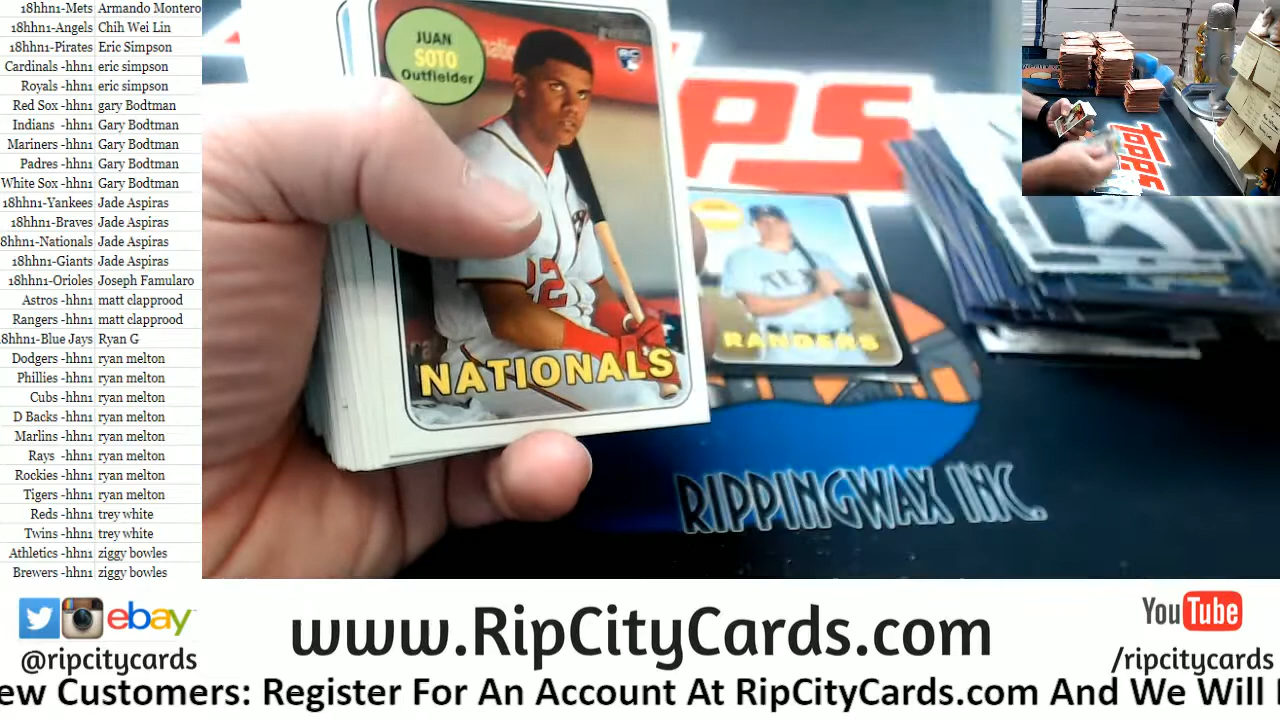 18hhn1-Mets Armando Montero
18hhn1-Angels Chih Wei Lin
18hhn1-Pirates Eric Simpson
Cardinals -hhn1 eric simpson
Royals -hhn1 eric simpson
Red Sox -hhn1 gary Bodtman
Indians -hhn1 Gary Bodtman
Mariners -hhn1 Gary Bodtman
Padres -hhn1 Gary Bodtman
White Sox -hhn1 Gary Bodtman
18hhn1-Yankees Jade Aspiras
18hhn1-Braves Jade Aspiras
8hhn1-Nationals Jade Aspiras
18hhn1-Giants Jade Aspiras
18hhn1-Orioles Joseph Famularo
Astros -hhn1 matt clapprood
Rangers -hhn1 matt clapprood
8hhn1-Blue Jays Ryan G
Dodgers -hhn1 ryan melton
Phillies -hhn1 ryan melton
Cubs -hhn1 ryan melton
D Backs -hhn1 ryan melton
Marlins -hhn1 ryan melton
Rays -hhn1 ryan melton
Rockies -hhn1 ryan melton
Tigers -hhn1 ryan melton
Reds -hhn1 trey white
Twins -hhn1 trey white
Athletics -hhn1 ziggy bowles
Brewers -hhn1 ziggy bowles
JUAN
SOTO
Outfielder
RC
NATIONALS
PS
RANGERS
RIPPINGWAX INC.
topps
ebay
@ripcitycards
www.RipCityCards.com
YouTube
/ripcitycards
ew Customers: Register For An Account At RipCityCards.com And We Will